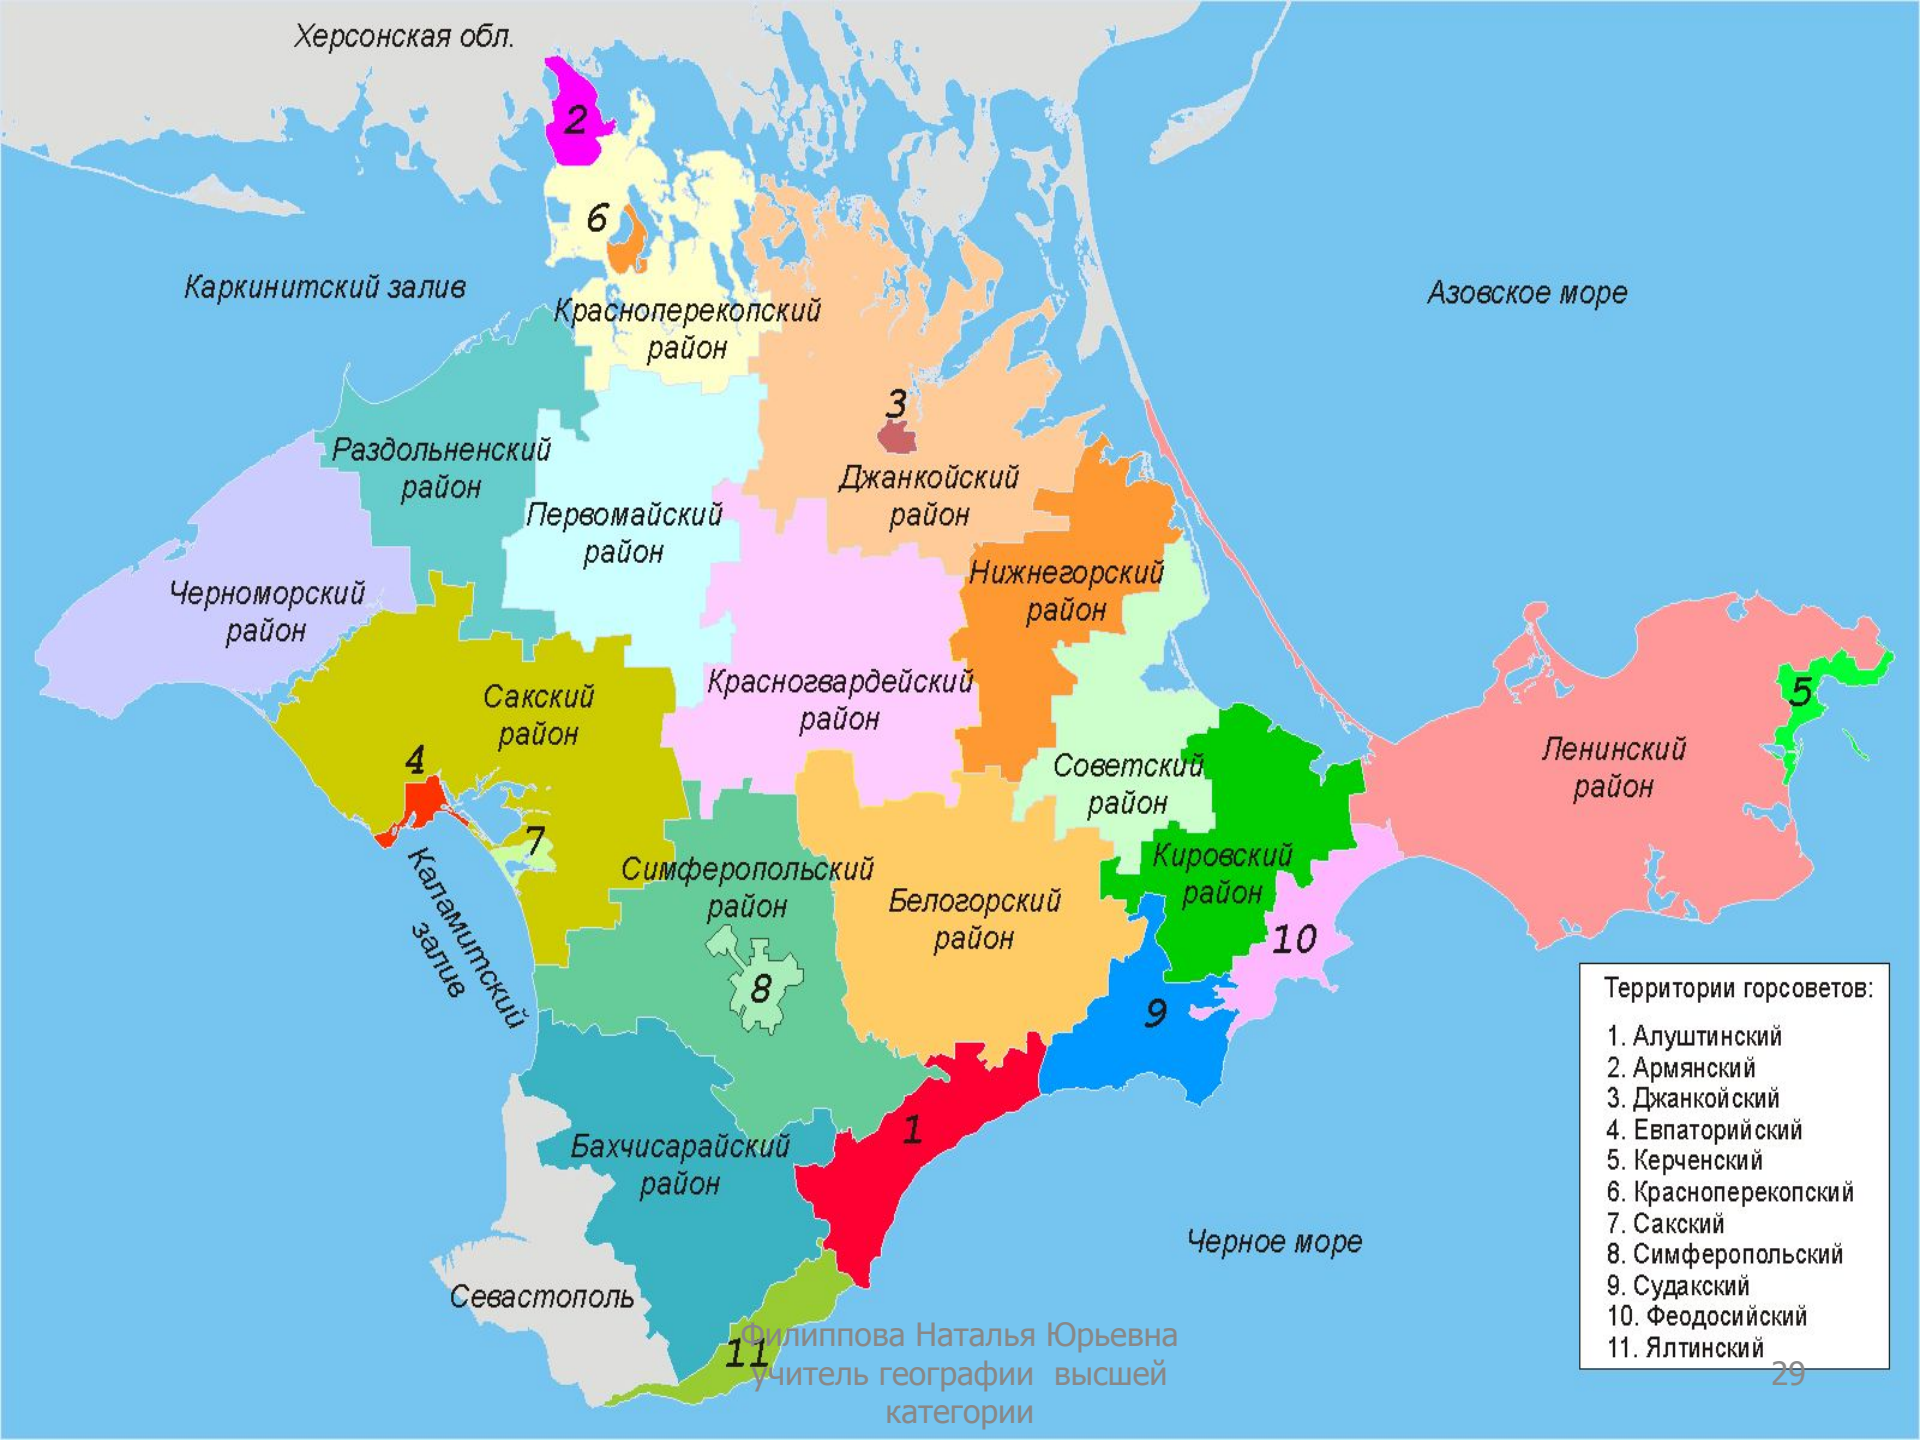 Херсонская обл.
2
6
Каркинитский залив
Азовское море
Красноперекопский
район
3
Раздольненский
район
Джанкойский
район
Первомайский
район
Нижнегорский
район
Черноморский
район
Сакский
район
Красногвардейский
район
5
4
Ленинский
район
Советский
район
7
Симферопольский
район
Кировский
район
Каламитский
залив
Белогорский
район
10
8
9
1
Бахчисарайский
район
Черное море
Севастополь
11
Территории горсоветов:
1. Алуштинский
2. Армянский
3. Джанкойский
4. Евпаторийский
5. Керченский
6. Красноперекопский
7. Сакский
8. Симферопольский
9. Судакский
10. Феодосийский
11. Ялтинский
Филиппова Наталья Юрьевна
учитель географии высшей
категории
29